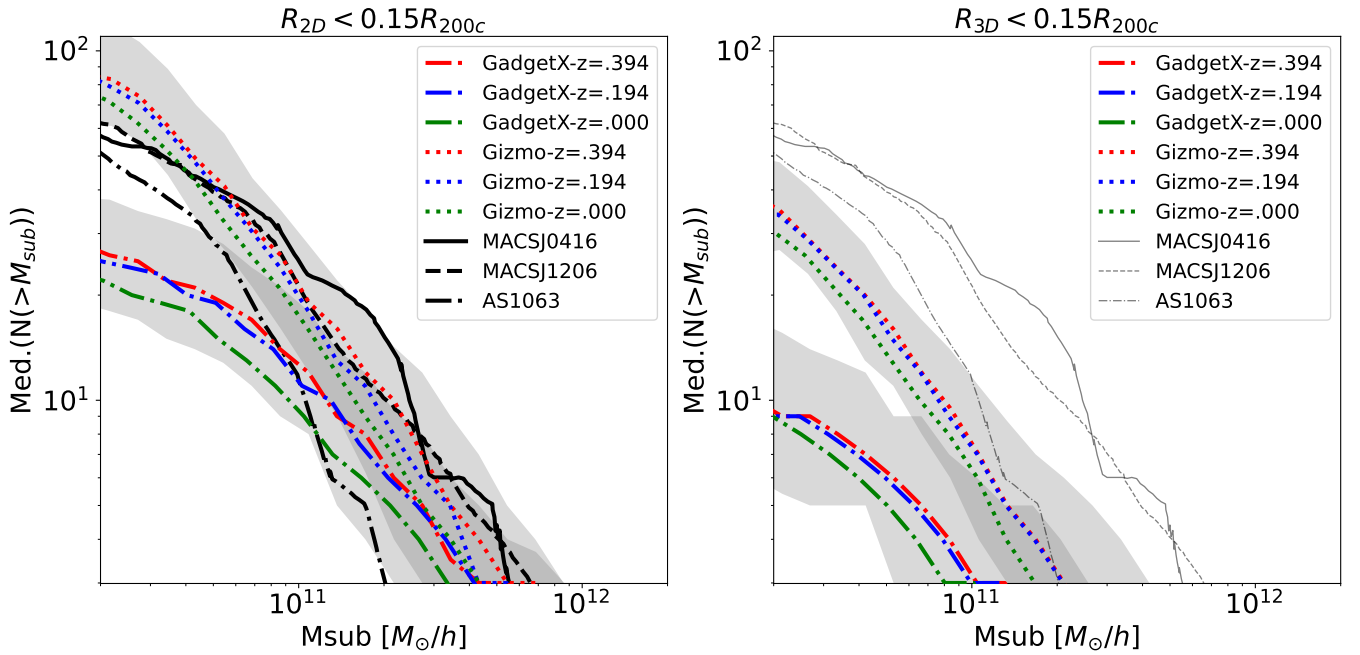 R_{2D} < 0.15R_{200c}
10^2
10^1
Med.(N(>M_{sub}))
GadgetX-z=.394
GadgetX-z=.194
GadgetX-z=.000
Gizmo-z=.394
Gizmo-z=.194
Gizmo-z=.000
MACSJ0416
MACSJ1206
AS1063
10^{11}
10^{12}
Msub [M_⊙/h]
R_{3D} < 0.15R_{200c}
10^2
10^1
Med.(N(>M_{sub}))
GadgetX-z=.394
GadgetX-z=.194
GadgetX-z=.000
Gizmo-z=.394
Gizmo-z=.194
Gizmo-z=.000
MACSJ0416
MACSJ1206
AS1063
10^{11}
10^{12}
Msub [M_⊙/h]